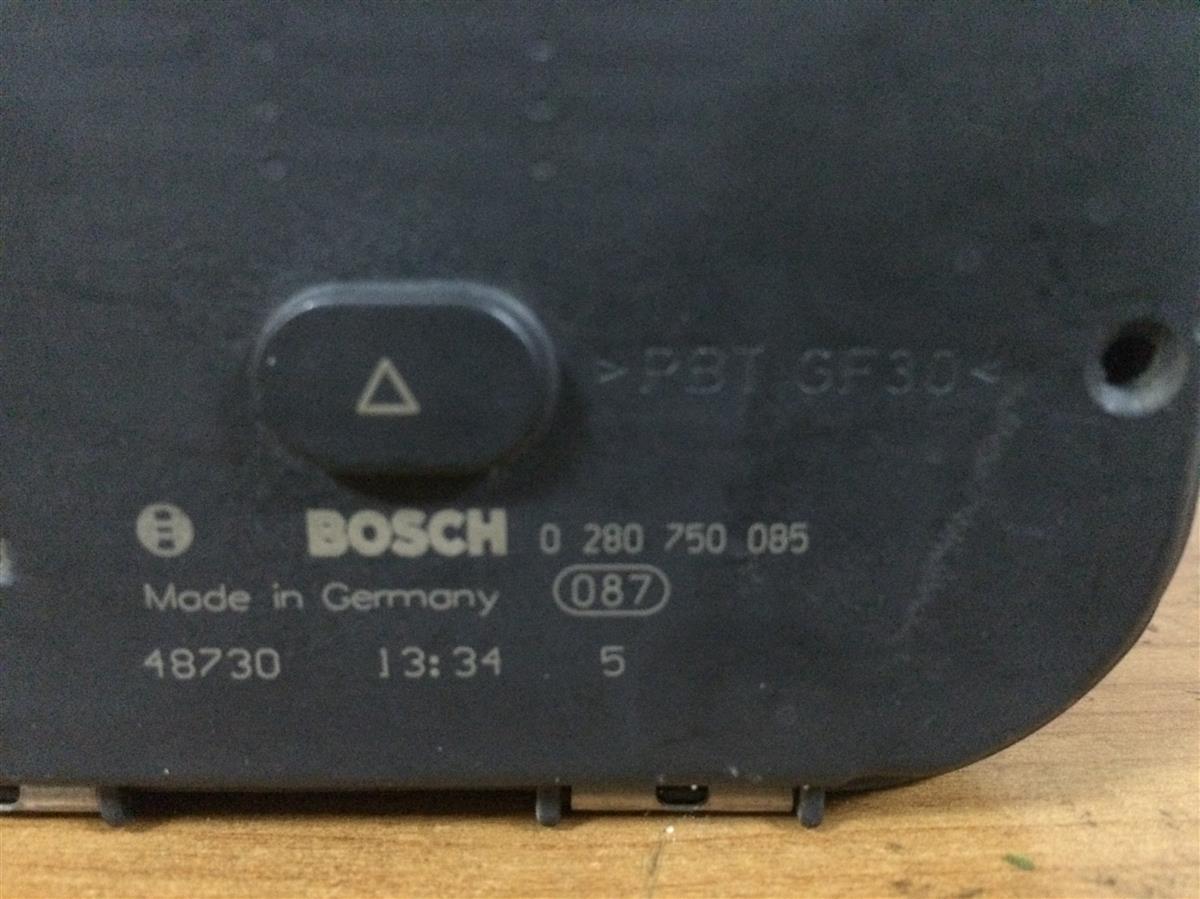 >PBT GF30<
BOSCH 0 280 750 085
Made in Germany 087
48730 13:34 5